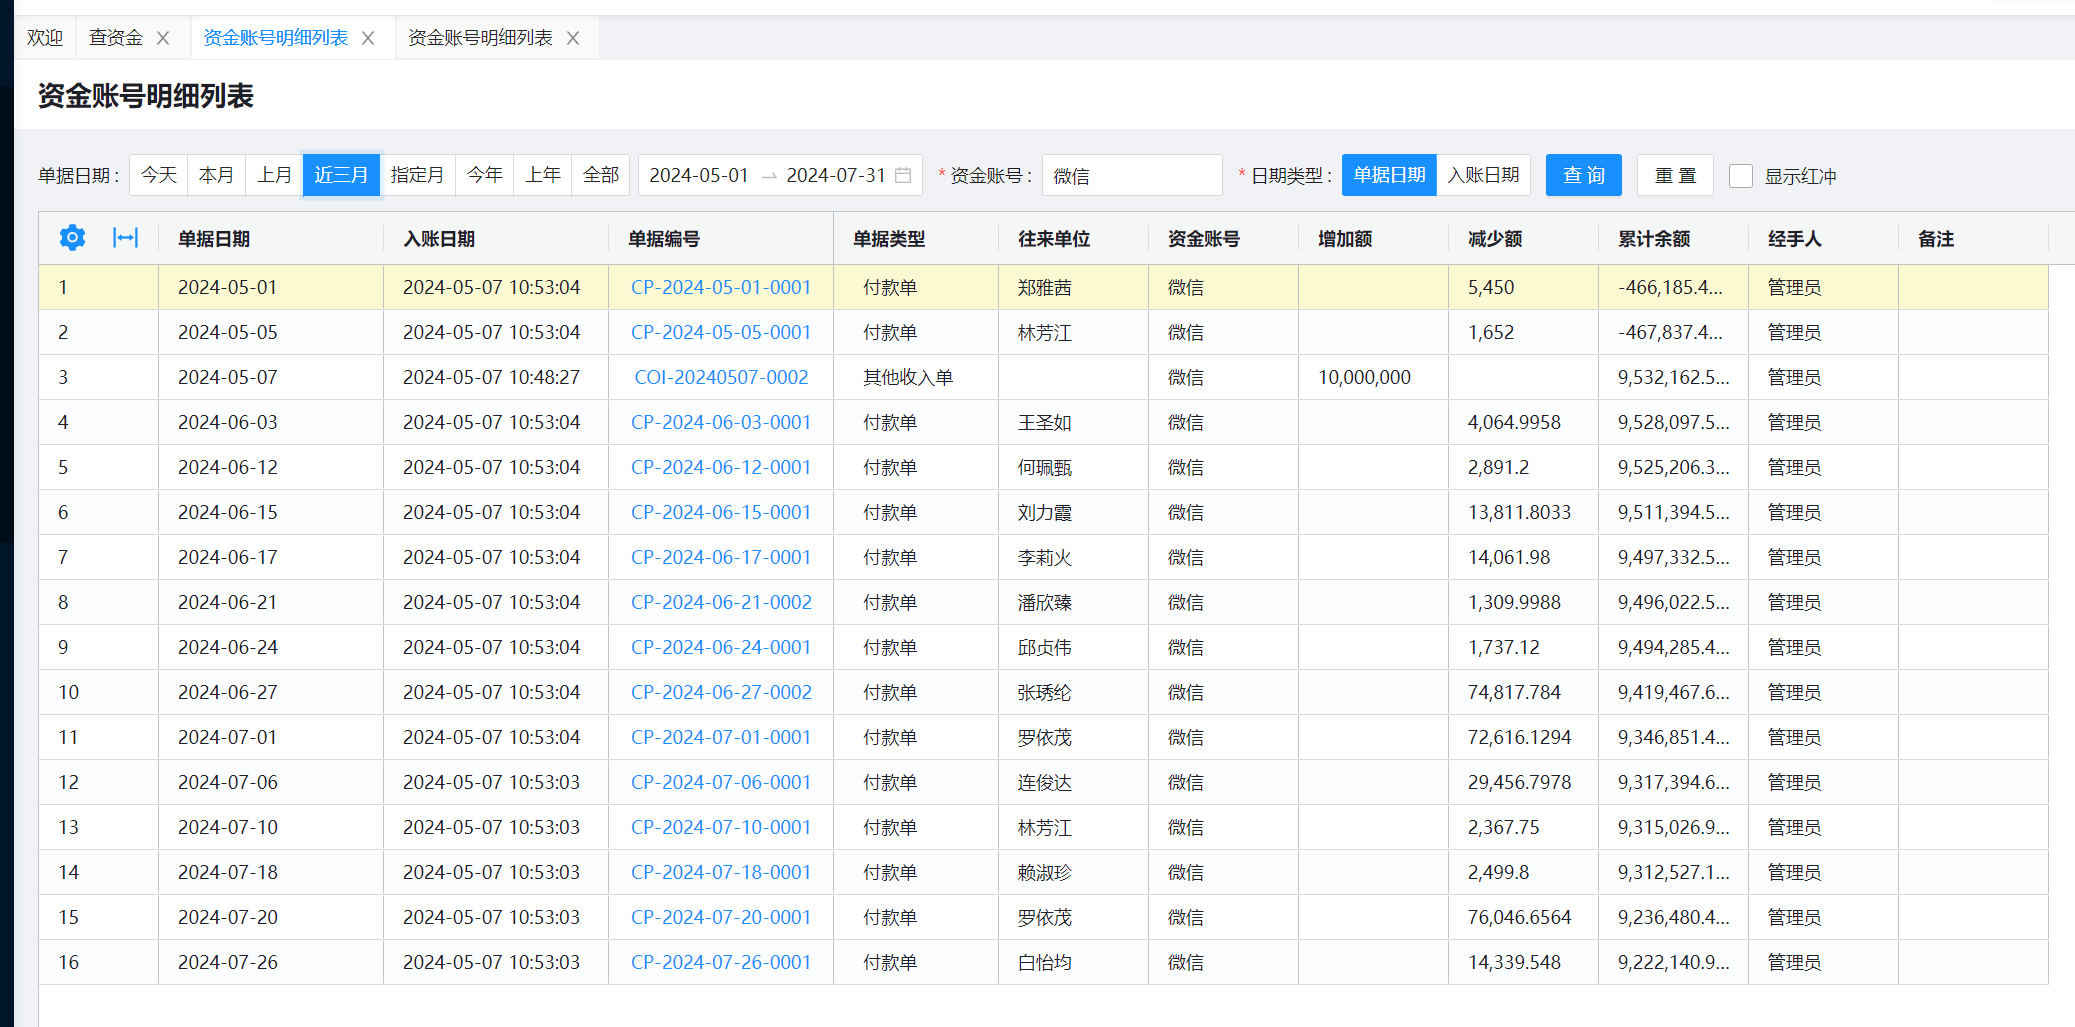 欢迎 查资金 资金账号明细列表 资金账号明细列表
资金账号明细列表
单据日期 : 今天 本月 上月 近三月 指定月 今年 上年 全部 2024-05-01 → 2024-07-31 * 资金账号 : 微信 * 日期类型 : 单据日期 入账日期 查 询 重 置 显示红冲
单据日期 入账日期 单据编号 单据类型 往来单位 资金账号 增加额 减少额 累计余额 经手人 备注
1 2024-05-01 2024-05-07 10:53:04 CP-2024-05-01-0001 付款单 郑雅茜 微信 5,450 -466,185.4... 管理员
2 2024-05-05 2024-05-07 10:53:04 CP-2024-05-05-0001 付款单 林芳江 微信 1,652 -467,837.4... 管理员
3 2024-05-07 2024-05-07 10:48:27 COI-20240507-0002 其他收入单 微信 10,000,000 9,532,162.5... 管理员
4 2024-06-03 2024-05-07 10:53:04 CP-2024-06-03-0001 付款单 王圣如 微信 4,064.9958 9,528,097.5... 管理员
5 2024-06-12 2024-05-07 10:53:04 CP-2024-06-12-0001 付款单 何珮甄 微信 2,891.2 9,525,206.3... 管理员
6 2024-06-15 2024-05-07 10:53:04 CP-2024-06-15-0001 付款单 刘力霞 微信 13,811.8033 9,511,394.5... 管理员
7 2024-06-17 2024-05-07 10:53:04 CP-2024-06-17-0001 付款单 李莉火 微信 14,061.98 9,497,332.5... 管理员
8 2024-06-21 2024-05-07 10:53:04 CP-2024-06-21-0002 付款单 潘欣臻 微信 1,309.9988 9,496,022.5... 管理员
9 2024-06-24 2024-05-07 10:53:04 CP-2024-06-24-0001 付款单 邱贞伟 微信 1,737.12 9,494,285.4... 管理员
10 2024-06-27 2024-05-07 10:53:04 CP-2024-06-27-0002 付款单 张琇纶 微信 74,817.784 9,419,467.6... 管理员
11 2024-07-01 2024-05-07 10:53:04 CP-2024-07-01-0001 付款单 罗依茂 微信 72,616.1294 9,346,851.4... 管理员
12 2024-07-06 2024-05-07 10:53:03 CP-2024-07-06-0001 付款单 连俊达 微信 29,456.7978 9,317,394.6... 管理员
13 2024-07-10 2024-05-07 10:53:03 CP-2024-07-10-0001 付款单 林芳江 微信 2,367.75 9,315,026.9... 管理员
14 2024-07-18 2024-05-07 10:53:03 CP-2024-07-18-0001 付款单 赖淑珍 微信 2,499.8 9,312,527.1... 管理员
15 2024-07-20 2024-05-07 10:53:03 CP-2024-07-20-0001 付款单 罗依茂 微信 76,046.6564 9,236,480.4... 管理员
16 2024-07-26 2024-05-07 10:53:03 CP-2024-07-26-0001 付款单 白怡均 微信 14,339.548 9,222,140.9... 管理员